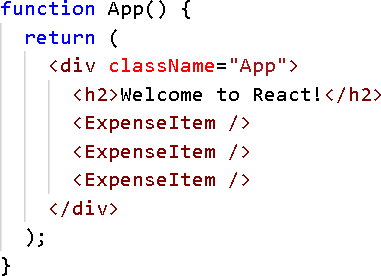 function App() {
  return (
    <div className="App">
      <h2>Welcome to React!</h2>
      <ExpenseItem />
      <ExpenseItem />
      <ExpenseItem />
    </div>
  );
}